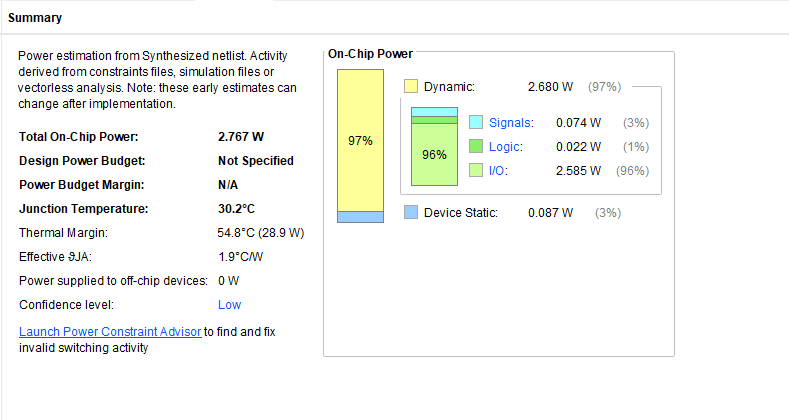 Summary
Power estimation from Synthesized netlist. Activity
derived from constraints files, simulation files or
vectorless analysis. Note: these early estimates can
change after implementation.
Total On-Chip Power: 2.767 W
Design Power Budget: Not Specified
Power Budget Margin: N/A
Junction Temperature: 30.2°C
Thermal Margin: 54.8°C (28.9 W)
Effective ϑJA: 1.9°C/W
Power supplied to off-chip devices: 0 W
Confidence level: Low
Launch Power Constraint Advisor to find and fix
invalid switching activity
On-Chip Power
97%
Dynamic: 2.680 W (97%)
96%
Signals: 0.074 W (3%)
Logic: 0.022 W (1%)
I/O: 2.585 W (96%)
Device Static: 0.087 W (3%)